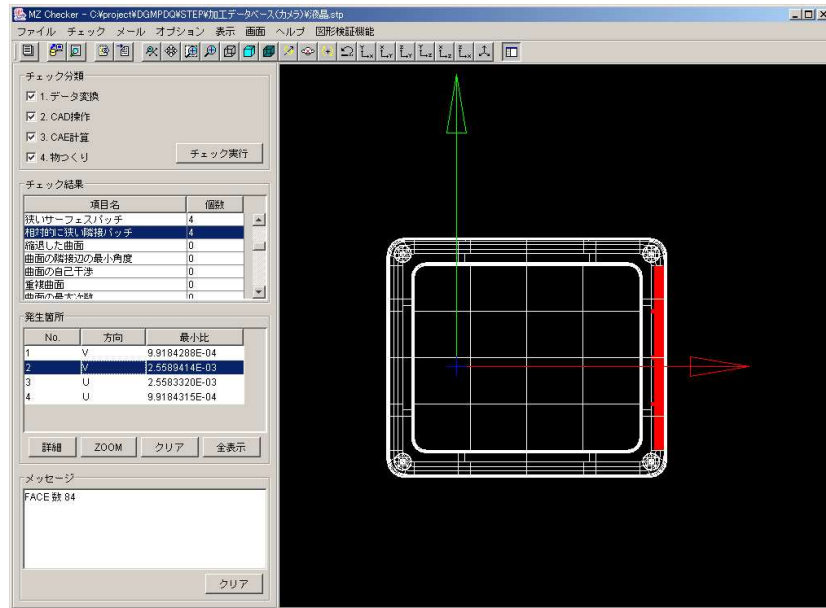 MZ Checker - C:¥project¥DGMPDQ¥STEP¥加工データベース(カメラ)¥液晶.stp
ファイル チェック メール オプション 表示 画面 ヘルプ 図形検証機能
チェック分類
1. データ変換
2. CAD操作
3. CAE計算
4. 物つくり
チェック実行
チェック結果
項目名 個数
狭いサーフェスパッチ 4
相対的に狭い隣接パッチ 4
縮退した曲面 0
曲面の隣接辺の最小角度 0
曲面の自己干渉 0
重複曲面 0
曲面の最大次数 0
発生箇所
No. 方向 最小比
1 V 9.9184288E-04
2 V 2.5589414E-03
3 U 2.5583320E-03
4 U 9.9184315E-04
詳細 ZOOM クリア 全表示
メッセージ
FACE 数 84
クリア